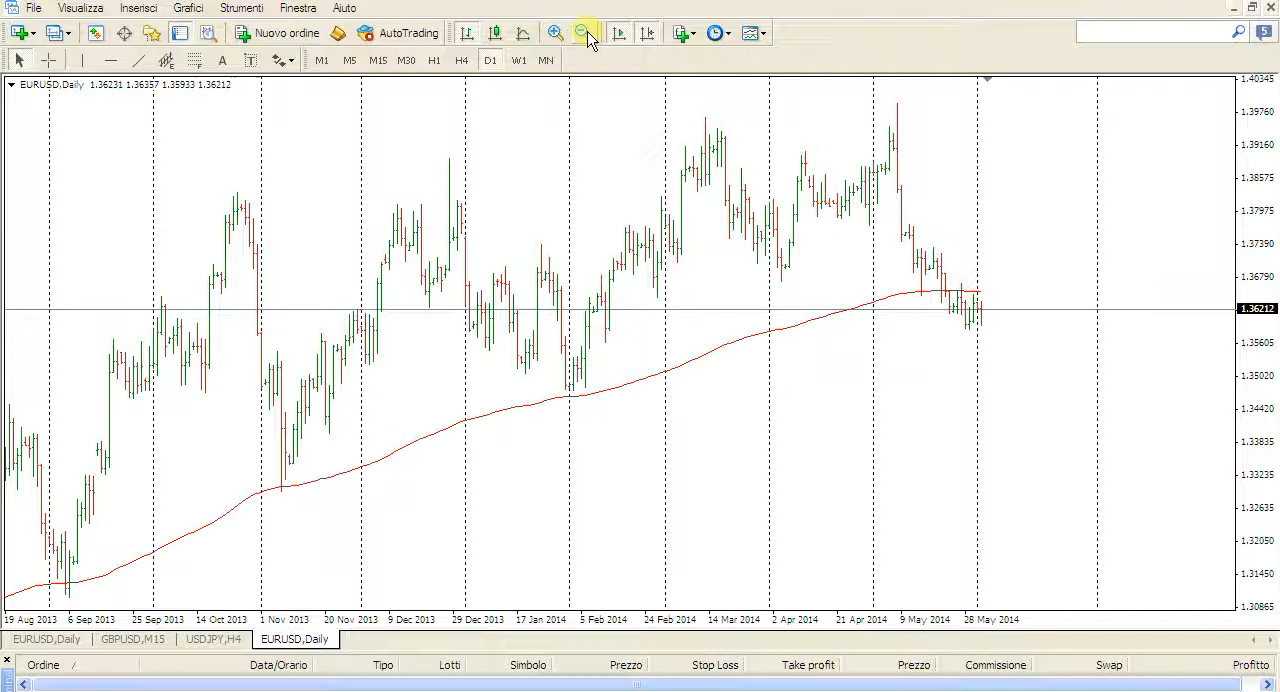 File Visualizza Inserisci Grafici Strumenti Finestra Aiuto
Nuovo ordine AutoTrading 5
A T M1 M5 M15 M30 H1 H4 D1 W1 MN
EURUSD,Daily 1.36231 1.36357 1.35933 1.36212
1.40345
1.39760
1.39160
1.38575
1.37975
1.37390
1.36790
1.36212
1.35605
1.35020
1.34420
1.33835
1.33235
1.32635
1.32050
1.31450
1.30865
19 Aug 2013 6 Sep 2013 25 Sep 2013 14 Oct 2013 1 Nov 2013 20 Nov 2013 9 Dec 2013 29 Dec 2013 17 Jan 2014 5 Feb 2014 24 Feb 2014 14 Mar 2014 2 Apr 2014 21 Apr 2014 9 May 2014 28 May 2014
EURUSD,Daily GBPUSD,M15 USDJPY,H4 EURUSD,Daily
Ordine / Data/Orario Tipo Lotti Simbolo Prezzo Stop Loss Take profit Prezzo Commissione Swap Profitto